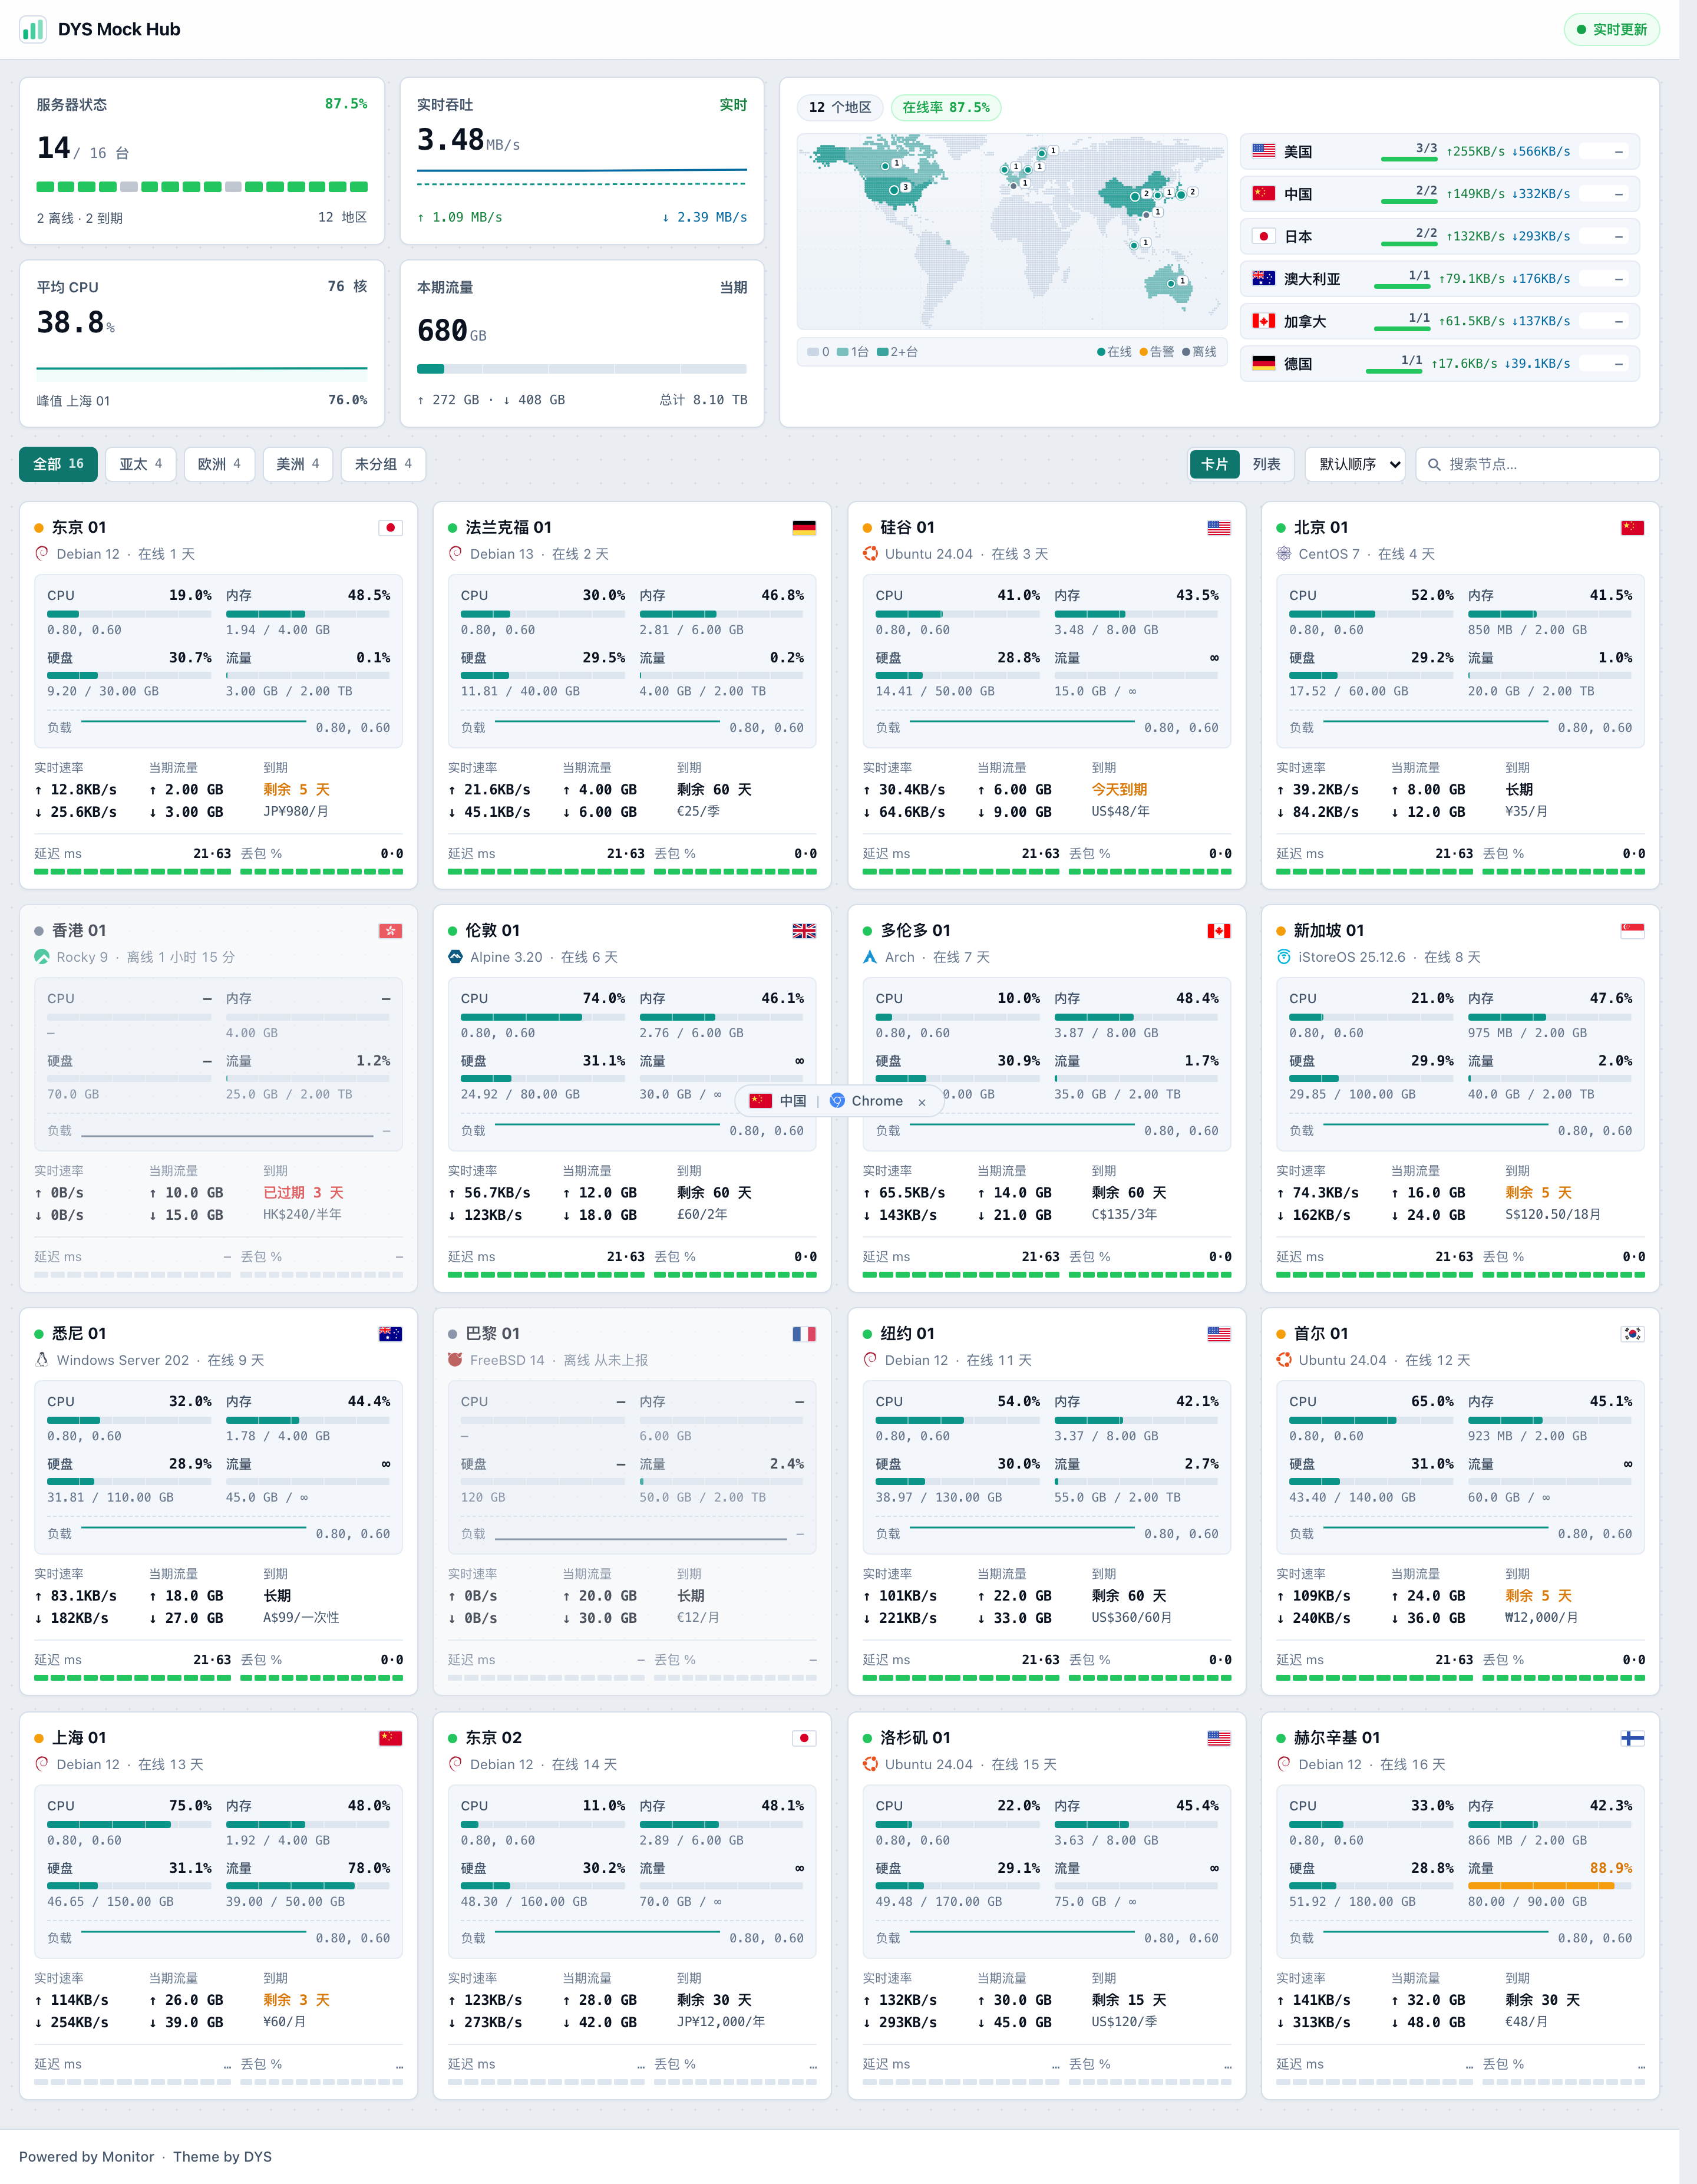 DYS Mock Hub
实时更新
服务器状态 87.5%
14 / 16 台
2 离线 · 2 到期 12 地区
实时吞吐 实时
3.48 MB/s
↑ 1.09 MB/s ↓ 2.39 MB/s
平均 CPU 76 核
38.8 %
峰值 上海 01 76.0%
本期流量 当期
680 GB
↑ 272 GB · ↓ 408 GB 总计 8.10 TB
12 个地区 在线率 87.5%
1 3 1 1 1 1 1 2 1 2 1 1 1
0 1台 2+台 在线 告警 离线
美国 3/3 ↑255KB/s ↓566KB/s —
中国 2/2 ↑149KB/s ↓332KB/s —
日本 2/2 ↑132KB/s ↓293KB/s —
澳大利亚 1/1 ↑79.1KB/s ↓176KB/s —
加拿大 1/1 ↑61.5KB/s ↓137KB/s —
德国 1/1 ↑17.6KB/s ↓39.1KB/s —
全部 16 亚太 4 欧洲 4 美洲 4 未分组 4
卡片 列表 默认顺序 搜索节点...
东京 01
Debian 12 · 在线 1 天
CPU 19.0% 内存 48.5%
0.80, 0.60 1.94 / 4.00 GB
硬盘 30.7% 流量 0.1%
9.20 / 30.00 GB 3.00 GB / 2.00 TB
负载 0.80, 0.60
实时速率 当期流量 到期
↑ 12.8KB/s ↑ 2.00 GB 剩余 5 天
↓ 25.6KB/s ↓ 3.00 GB JP¥980/月
延迟 ms 21·63 丢包 % 0·0
法兰克福 01
Debian 13 · 在线 2 天
CPU 30.0% 内存 46.8%
0.80, 0.60 2.81 / 6.00 GB
硬盘 29.5% 流量 0.2%
11.81 / 40.00 GB 4.00 GB / 2.00 TB
负载 0.80, 0.60
实时速率 当期流量 到期
↑ 21.6KB/s ↑ 4.00 GB 剩余 60 天
↓ 45.1KB/s ↓ 6.00 GB €25/季
延迟 ms 21·63 丢包 % 0·0
硅谷 01
Ubuntu 24.04 · 在线 3 天
CPU 41.0% 内存 43.5%
0.80, 0.60 3.48 / 8.00 GB
硬盘 28.8% 流量 ∞
14.41 / 50.00 GB 15.0 GB / ∞
负载 0.80, 0.60
实时速率 当期流量 到期
↑ 30.4KB/s ↑ 6.00 GB 今天到期
↓ 64.6KB/s ↓ 9.00 GB US$48/年
延迟 ms 21·63 丢包 % 0·0
北京 01
CentOS 7 · 在线 4 天
CPU 52.0% 内存 41.5%
0.80, 0.60 850 MB / 2.00 GB
硬盘 29.2% 流量 1.0%
17.52 / 60.00 GB 20.0 GB / 2.00 TB
负载 0.80, 0.60
实时速率 当期流量 到期
↑ 39.2KB/s ↑ 8.00 GB 长期
↓ 84.2KB/s ↓ 12.0 GB ¥35/月
延迟 ms 21·63 丢包 % 0·0
香港 01
Rocky 9 · 离线 1 小时 15 分
CPU — 内存 —
— 4.00 GB
硬盘 — 流量 1.2%
70.0 GB 25.0 GB / 2.00 TB
负载 —
实时速率 当期流量 到期
↑ 0B/s ↑ 10.0 GB 已过期 3 天
↓ 0B/s ↓ 15.0 GB HK$240/半年
延迟 ms — 丢包 % —
伦敦 01
Alpine 3.20 · 在线 6 天
CPU 74.0% 内存 46.1%
0.80, 0.60 2.76 / 6.00 GB
硬盘 31.1% 流量 ∞
24.92 / 80.00 GB 30.0 GB / ∞
负载 0.80, 0.60
实时速率 当期流量 到期
↑ 56.7KB/s ↑ 12.0 GB 剩余 60 天
↓ 123KB/s ↓ 18.0 GB £60/2年
延迟 ms 21·63 丢包 % 0·0
中国 | Chrome ×
多伦多 01
Arch · 在线 7 天
CPU 10.0% 内存 48.4%
0.80, 0.60 3.87 / 8.00 GB
硬盘 30.9% 流量 1.7%
0.00 GB 35.0 GB / 2.00 TB
负载 0.80, 0.60
实时速率 当期流量 到期
↑ 65.5KB/s ↑ 14.0 GB 剩余 60 天
↓ 143KB/s ↓ 21.0 GB C$135/3年
延迟 ms 21·63 丢包 % 0·0
新加坡 01
iStoreOS 25.12.6 · 在线 8 天
CPU 21.0% 内存 47.6%
0.80, 0.60 975 MB / 2.00 GB
硬盘 29.9% 流量 2.0%
29.85 / 100.00 GB 40.0 GB / 2.00 TB
负载 0.80, 0.60
实时速率 当期流量 到期
↑ 74.3KB/s ↑ 16.0 GB 剩余 5 天
↓ 162KB/s ↓ 24.0 GB S$120.50/18月
延迟 ms 21·63 丢包 % 0·0
悉尼 01
Windows Server 202 · 在线 9 天
CPU 32.0% 内存 44.4%
0.80, 0.60 1.78 / 4.00 GB
硬盘 28.9% 流量 ∞
31.81 / 110.00 GB 45.0 GB / ∞
负载 0.80, 0.60
实时速率 当期流量 到期
↑ 83.1KB/s ↑ 18.0 GB 长期
↓ 182KB/s ↓ 27.0 GB A$99/一次性
延迟 ms 21·63 丢包 % 0·0
巴黎 01
FreeBSD 14 · 离线 从未上报
CPU — 内存 —
— 6.00 GB
硬盘 — 流量 2.4%
120 GB 50.0 GB / 2.00 TB
负载 —
实时速率 当期流量 到期
↑ 0B/s ↑ 20.0 GB 长期
↓ 0B/s ↓ 30.0 GB €12/月
延迟 ms — 丢包 % —
纽约 01
Debian 12 · 在线 11 天
CPU 54.0% 内存 42.1%
0.80, 0.60 3.37 / 8.00 GB
硬盘 30.0% 流量 2.7%
38.97 / 130.00 GB 55.0 GB / 2.00 TB
负载 0.80, 0.60
实时速率 当期流量 到期
↑ 101KB/s ↑ 22.0 GB 剩余 60 天
↓ 221KB/s ↓ 33.0 GB US$360/60月
延迟 ms 21·63 丢包 % 0·0
首尔 01
Ubuntu 24.04 · 在线 12 天
CPU 65.0% 内存 45.1%
0.80, 0.60 923 MB / 2.00 GB
硬盘 31.0% 流量 ∞
43.40 / 140.00 GB 60.0 GB / ∞
负载 0.80, 0.60
实时速率 当期流量 到期
↑ 109KB/s ↑ 24.0 GB 剩余 5 天
↓ 240KB/s ↓ 36.0 GB ₩12,000/月
延迟 ms 21·63 丢包 % 0·0
上海 01
Debian 12 · 在线 13 天
CPU 75.0% 内存 48.0%
0.80, 0.60 1.92 / 4.00 GB
硬盘 31.1% 流量 78.0%
46.65 / 150.00 GB 39.00 / 50.00 GB
负载 0.80, 0.60
实时速率 当期流量 到期
↑ 114KB/s ↑ 26.0 GB 剩余 3 天
↓ 254KB/s ↓ 39.0 GB ¥60/月
延迟 ms … 丢包 % …
东京 02
Debian 12 · 在线 14 天
CPU 11.0% 内存 48.1%
0.80, 0.60 2.89 / 6.00 GB
硬盘 30.2% 流量 ∞
48.30 / 160.00 GB 70.0 GB / ∞
负载 0.80, 0.60
实时速率 当期流量 到期
↑ 123KB/s ↑ 28.0 GB 剩余 30 天
↓ 273KB/s ↓ 42.0 GB JP¥12,000/年
延迟 ms … 丢包 % …
洛杉矶 01
Ubuntu 24.04 · 在线 15 天
CPU 22.0% 内存 45.4%
0.80, 0.60 3.63 / 8.00 GB
硬盘 29.1% 流量 ∞
49.48 / 170.00 GB 75.0 GB / ∞
负载 0.80, 0.60
实时速率 当期流量 到期
↑ 132KB/s ↑ 30.0 GB 剩余 15 天
↓ 293KB/s ↓ 45.0 GB US$120/季
延迟 ms … 丢包 % …
赫尔辛基 01
Debian 12 · 在线 16 天
CPU 33.0% 内存 42.3%
0.80, 0.60 866 MB / 2.00 GB
硬盘 28.8% 流量 88.9%
51.92 / 180.00 GB 80.00 / 90.00 GB
负载 0.80, 0.60
实时速率 当期流量 到期
↑ 141KB/s ↑ 32.0 GB 剩余 30 天
↓ 313KB/s ↓ 48.0 GB €48/月
延迟 ms … 丢包 % …
Powered by Monitor · Theme by DYS